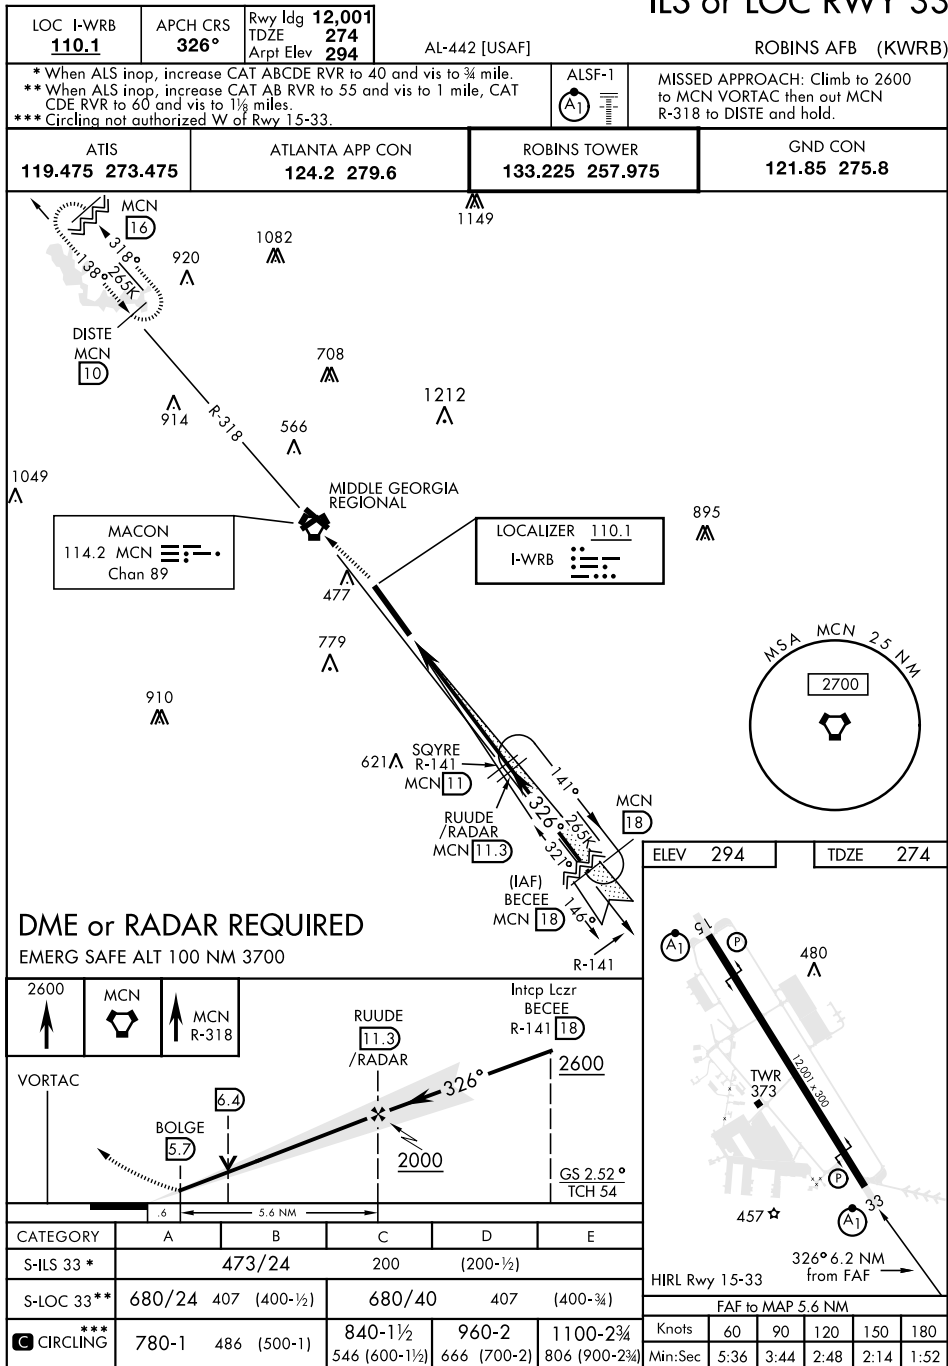 ILS or LOC RWY 33
LOC I-WRB
110.1
APCH CRS
326°
Rwy ldg 12,001
TDZE 274
Arpt Elev 294
AL-442 [USAF]
ROBINS AFB (KWRB)
* When ALS inop, increase CAT ABCDE RVR to 40 and vis to ¾ mile.
** When ALS inop, increase CAT AB RVR to 55 and vis to 1 mile, CAT
CDE RVR to 60 and vis to 1⅛ miles.
*** Circling not authorized W of Rwy 15-33.
ALSF-1
A1
MISSED APPROACH: Climb to 2600
to MCN VORTAC then out MCN
R-318 to DISTE and hold.
ATIS
119.475 273.475
ATLANTA APP CON
124.2 279.6
ROBINS TOWER
133.225 257.975
GND CON
121.85 275.8
MCN
16
318°
138°
265K
920
1082
1149
DISTE
MCN
10
708
1212
914
R-318
566
1049
MIDDLE GEORGIA
REGIONAL
895
MACON
114.2 MCN
Chan 89
LOCALIZER 110.1
I-WRB
477
779
910
MSA MCN 25 NM
2700
621
SQYRE
R-141
MCN 11
RUUDE
/RADAR
MCN 11.3
141°
326°
265K
321°
MCN
18
(IAF)
BECEE
MCN 18
146°
R-141
DME or RADAR REQUIRED
EMERG SAFE ALT 100 NM 3700
ELEV 294
TDZE 274
15
A1
P
480
12,001 x 300
TWR
373
P
457
33
A1
326° 6.2 NM
from FAF
HIRL Rwy 15-33
2600
MCN
MCN
R-318
VORTAC
BOLGE
5.7
6.4
RUUDE
11.3
/RADAR
Intcp Lczr
BECEE
R-141 18
2600
326°
2000
GS 2.52°
TCH 54
.6
5.6 NM
CATEGORY A B C D E
S-ILS 33 * 473/24 200 (200-½)
S-LOC 33** 680/24 407 (400-½) 680/40 407 (400-¾)
C CIRCLING *** 780-1 486 (500-1) 840-1½ 546 (600-1½) 960-2 666 (700-2) 1100-2¾ 806 (900-2¾)
FAF to MAP 5.6 NM
Knots 60 90 120 150 180
Min:Sec 5:36 3:44 2:48 2:14 1:52